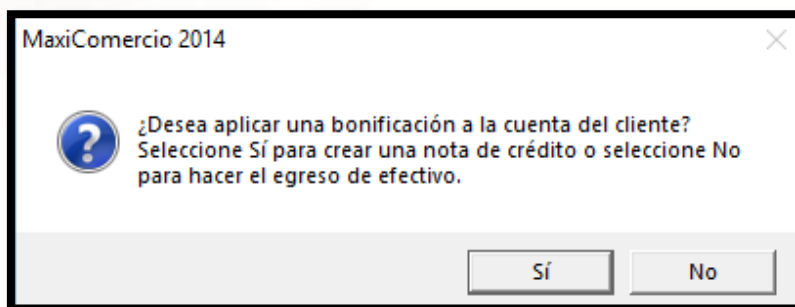 MaxiComercio 2014
¿Desea aplicar una bonificación a la cuenta del cliente?
Seleccione Sí para crear una nota de crédito o seleccione No
para hacer el egreso de efectivo.
Sí
No